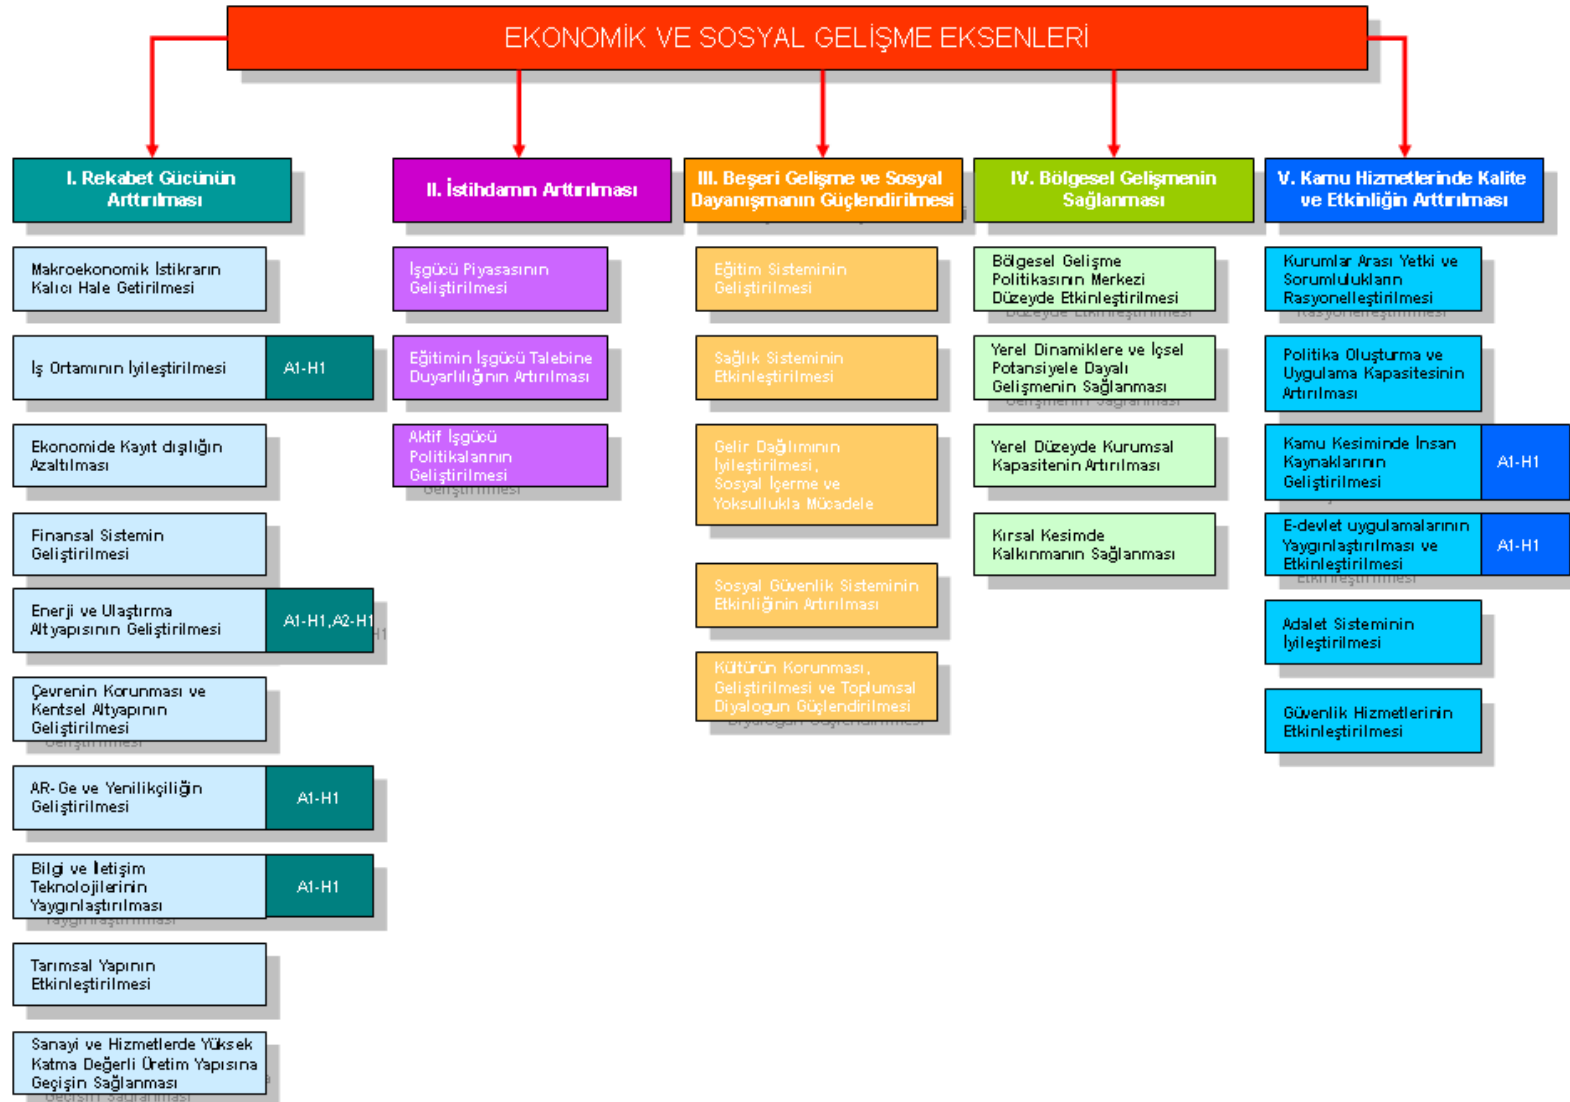 EKONOMİK VE SOSYAL GELİŞME EKSENLERİ
I. Rekabet Gücünün
Arttırılması
Makroekonomik İstikrarın
Kalıcı Hale Getirilmesi
İş Ortamının İyileştirilmesi
A1-H1
Ekonomide Kayıt dışılığın
Azaltılması
Finansal Sistemin
Geliştirilmesi
Enerji ve Ulaştırma
Altyapısının Geliştirilmesi
A1-H1,A2-H1
Çevrenin Korunması ve
Kentsel Altyapının
Geliştirilmesi
AR-Ge ve Yenilikçiliğin
Geliştirilmesi
A1-H1
Bilgi ve İletişim
Teknolojilerinin
Yaygınlaştırılması
A1-H1
Tarımsal Yapının
Etkinleştirilmesi
Sanayi ve Hizmetlerde Yüksek
Katma Değerli Üretim Yapısına
Geçişin Sağlanması
II. İstihdamın Arttırılması
İşgücü Piyasasının
Geliştirilmesi
Eğitimin İşgücü Talebine
Duyarlılığının Artırılması
Aktif İşgücü
Politikalarının
Geliştirilmesi
III. Beşeri Gelişme ve Sosyal
Dayanışmanın Güçlendirilmesi
Eğitim Sisteminin
Geliştirilmesi
Sağlık Sisteminin
Etkinleştirilmesi
Gelir Dağılımının
İyileştirilmesi,
Sosyal İçerme ve
Yoksullukla Mücadele
Sosyal Güvenlik Sisteminin
Etkinliğinin Artırılması
Kültürün Korunması,
Geliştirilmesi ve Toplumsal
Diyalogun Güçlendirilmesi
IV. Bölgesel Gelişmenin
Sağlanması
Bölgesel Gelişme
Politikasının Merkezi
Düzeyde Etkinleştirilmesi
Yerel Dinamiklere ve İçsel
Potansiyele Dayalı
Gelişmenin Sağlanması
Yerel Düzeyde Kurumsal
Kapasitenin Artırılması
Kırsal Kesimde
Kalkınmanın Sağlanması
V. Kamu Hizmetlerinde Kalite
ve Etkinliğin Arttırılması
Kurumlar Arası Yetki ve
Sorumlulukların
Rasyonelleştirilmesi
Politika Oluşturma ve
Uygulama Kapasitesinin
Artırılması
Kamu Kesiminde İnsan
Kaynaklarının
Geliştirilmesi
A1-H1
E-devlet uygulamalarının
Yaygınlaştırılması ve
Etkinleştirilmesi
A1-H1
Adalet Sisteminin
İyileştirilmesi
Güvenlik Hizmetlerinin
Etkinleştirilmesi